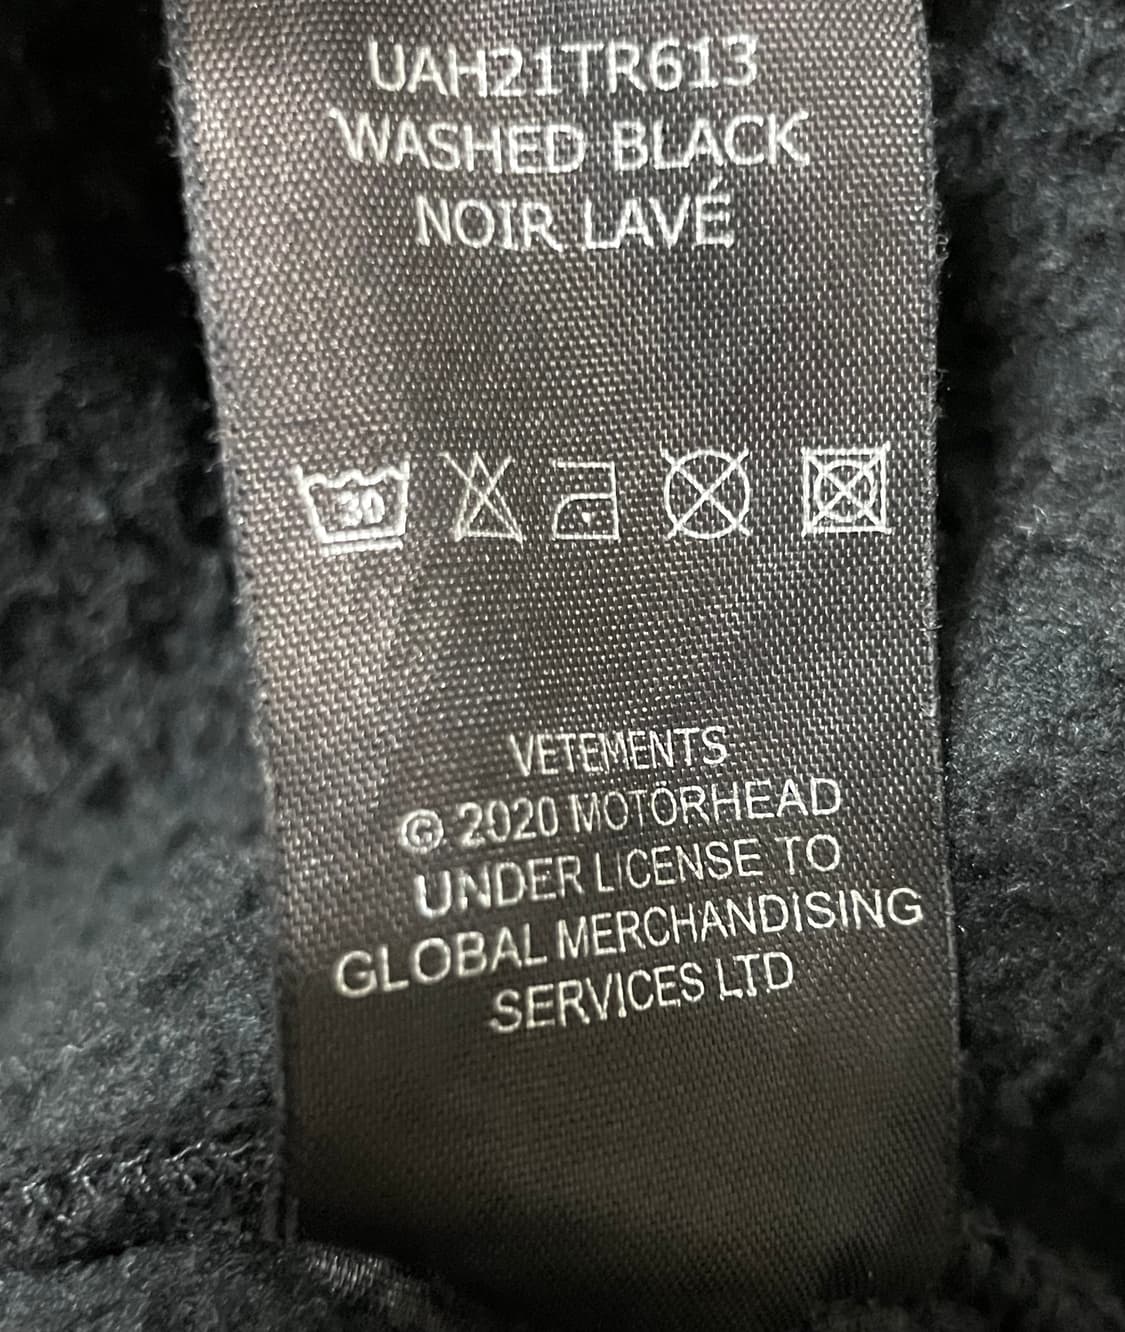 UAH21TR613
WASHED BLACK
NOIR LAVÉ
30
VETEMENTS
© 2020 MOTÖRHEAD
UNDER LICENSE TO
GLOBAL MERCHANDISING
SERVICES LTD